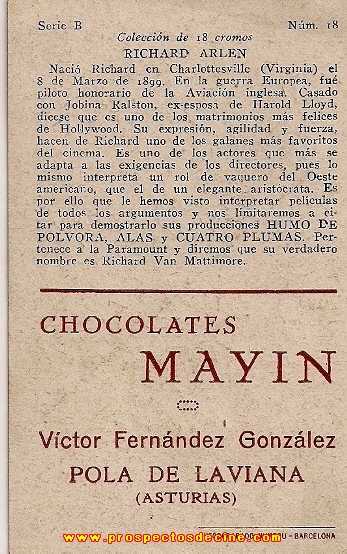 Serie B Núm. 18
Colección de 18 cromos
RICHARD ARLEN
Nació Richard en Charlottesville (Virginia) el
8 de Marzo de 1899. En la guerra Europea, fué
piloto honorario de la Aviación inglesa. Casado
con Jobina Ralston, ex-esposa de Harold Lloyd,
dícese que es uno de los matrimonios más felices
de Hollywood. Su expresión, agilidad y fuerza,
hacen de Richard uno de los galanes más favoritos
del cinema. Es uno de los actores que más se
adapta a las exigencias de los directores, pues lo
mismo interpreta un rol de vaquero del Oeste
americano, que el de un elegante aristócrata. Es
por ello que le hemos visto interpretar películas
de todos los argumentos y nos limitaremos a ci-
tar para demostrarlo sus producciones HUMO DE
POLVORA, ALAS y CUATRO PLUMAS. Per-
tenece a la Paramount y diremos que su verdadero
nombre es Richard Van Mattimore.
CHOCOLATES
MAYIN
Víctor Fernández González
POLA DE LAVIANA
(ASTURIAS)
- BARCELONA
www.prospectosdecine.com